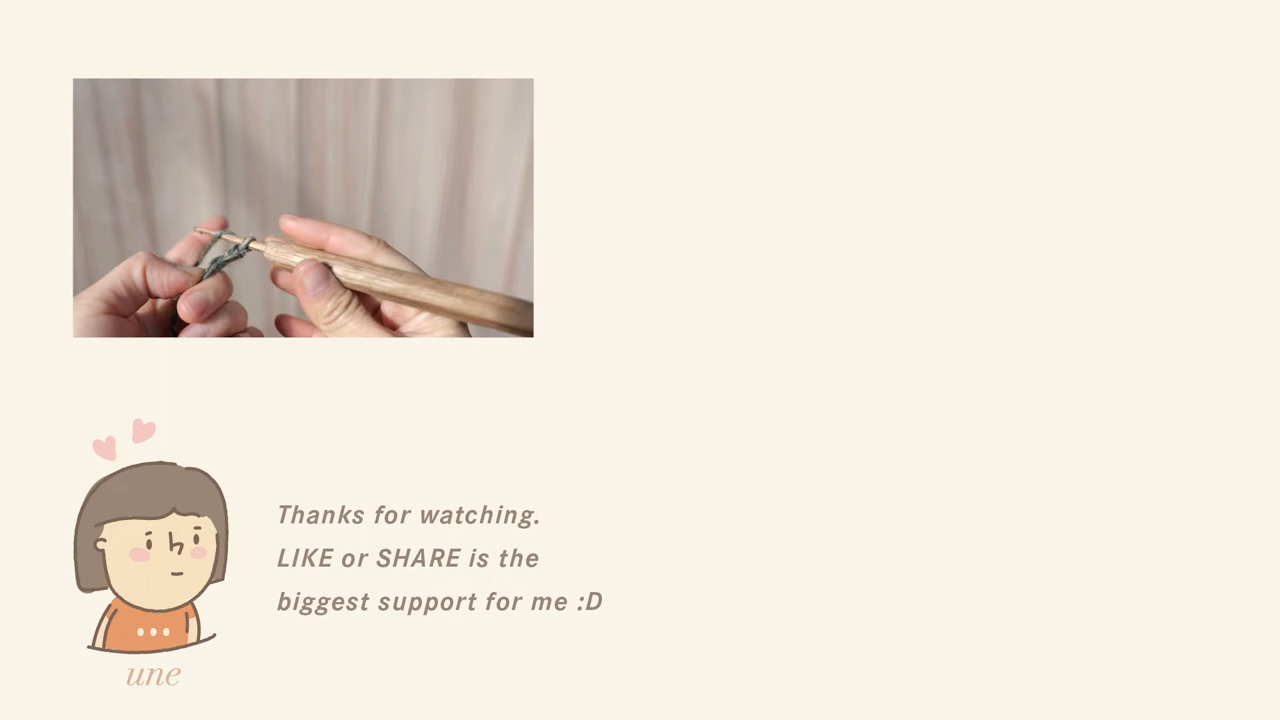 Thanks for watching.
LIKE or SHARE is the
biggest support for me :D
une